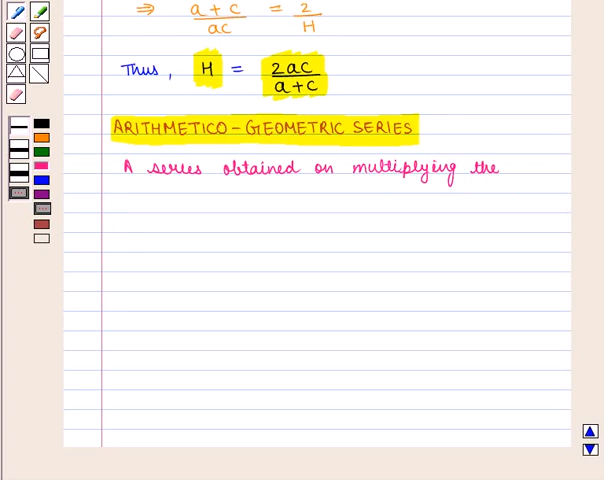 ⇒ a + c / ac = 2 / H
Thus, H = 2ac / a+c
ARITHMETICO - GEOMETRIC SERIES
A series obtained on multiplying the